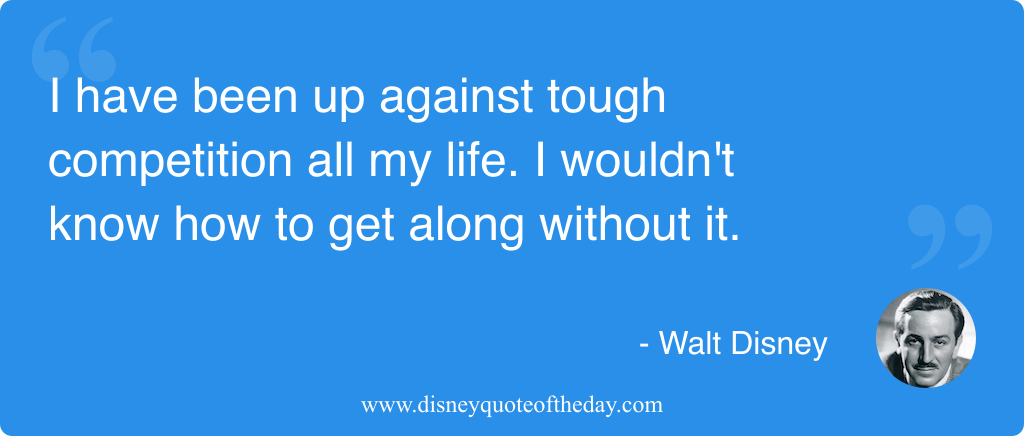 I have been up against tough
competition all my life. I wouldn't
know how to get along without it.
- Walt Disney
www.disneyquoteoftheday.com